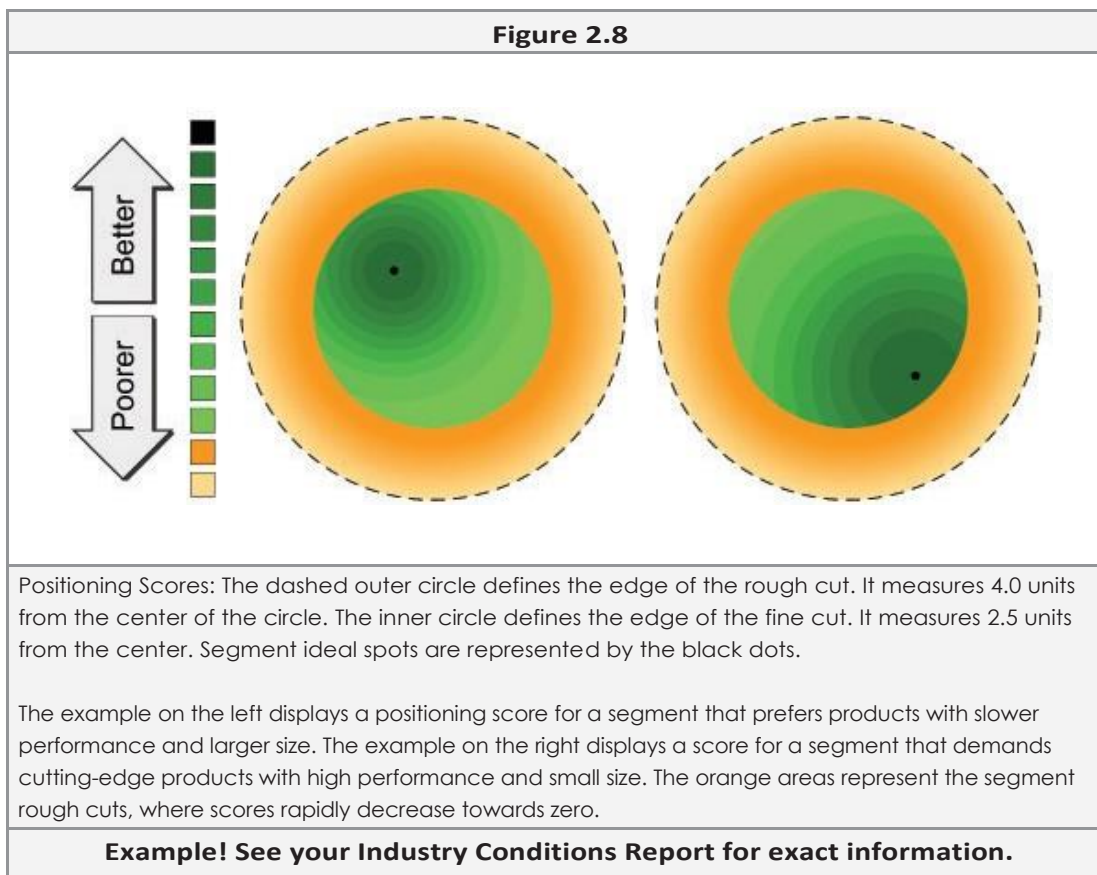 Figure 2.8
Better
Poorer
Positioning Scores: The dashed outer circle defines the edge of the rough cut. It measures 4.0 units
from the center of the circle. The inner circle defines the edge of the fine cut. It measures 2.5 units
from the center. Segment ideal spots are represented by the black dots.
The example on the left displays a positioning score for a segment that prefers products with slower
performance and larger size. The example on the right displays a score for a segment that demands
cutting-edge products with high performance and small size. The orange areas represent the segment
rough cuts, where scores rapidly decrease towards zero.
Example! See your Industry Conditions Report for exact information.